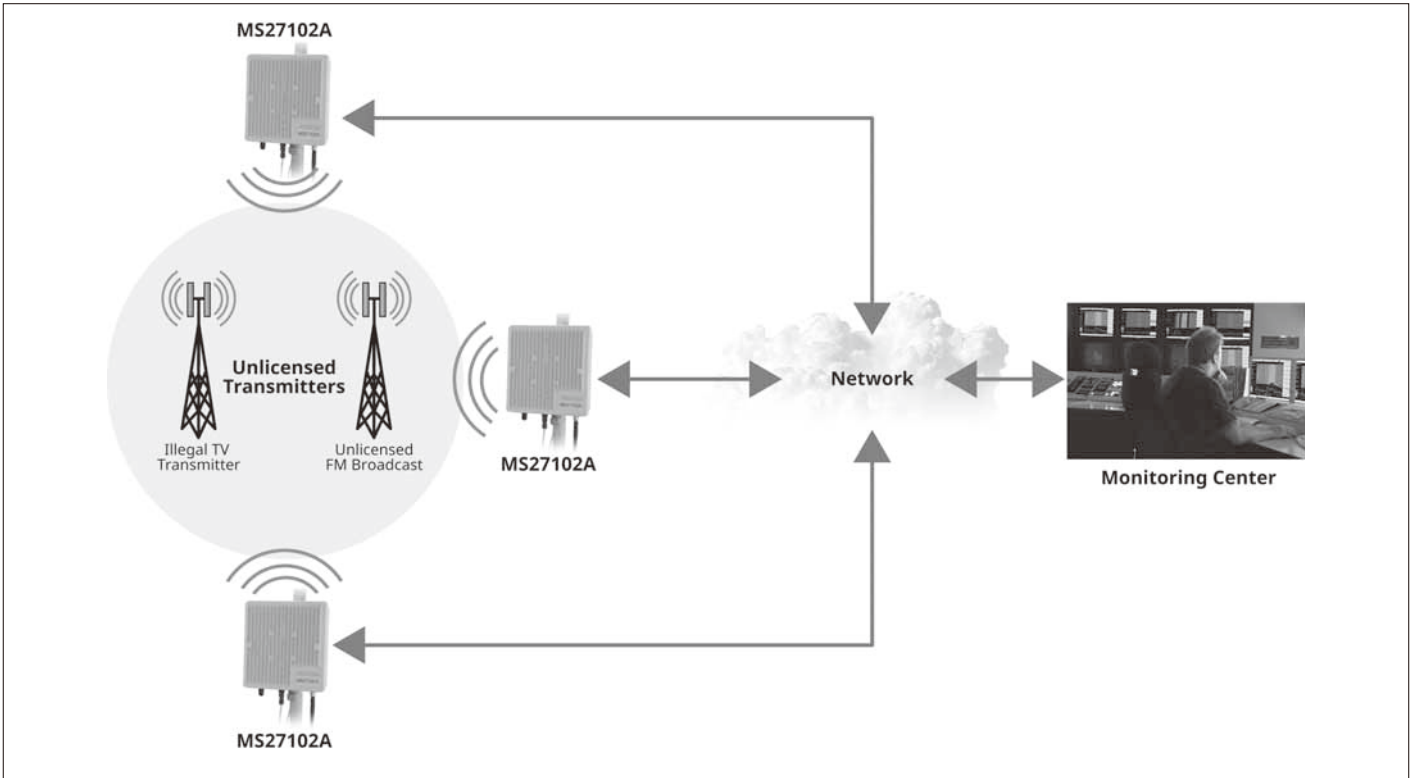 MS27102A
Unlicensed
Transmitters
Illegal TV
Transmitter
Unlicensed
FM Broadcast
MS27102A
Network
Monitoring Center
MS27102A